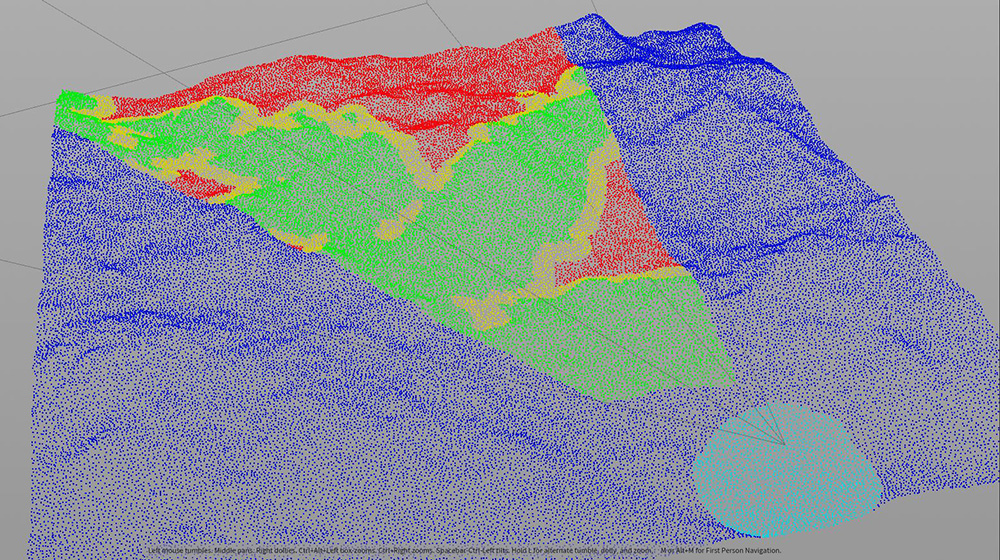 Left mouse tumbles. Middle pans. Right dollies. Ctrl+Alt+Left box-zooms. Ctrl+Right zooms. Spacebar-Ctrl-Left tilts. Hold L for alternate tumble, dolly, and zoom. M or Alt+M for First Person Navigation.